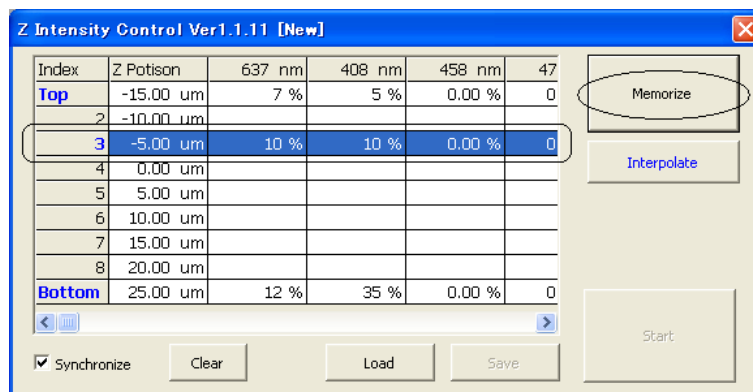 Z Intensity Control Ver1.1.11 [New]
Index Z Potison 637 nm 408 nm 458 nm 47
Top -15.00 um 7 % 5 % 0.00 % 0
2 -10.00 um
3 -5.00 um 10 % 10 % 0.00 % 0
4 0.00 um
5 5.00 um
6 10.00 um
7 15.00 um
8 20.00 um
Bottom 25.00 um 12 % 35 % 0.00 % 0
Memorize
Interpolate
Start
Synchronize Clear Load Save